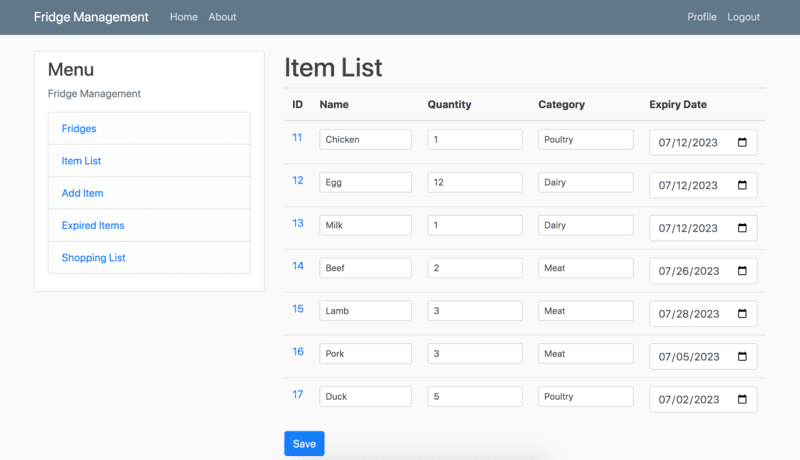 Fridge Management Home About Profile Logout
Menu
Fridge Management
Fridges
Item List
Add Item
Expired Items
Shopping List
Item List
ID Name Quantity Category Expiry Date
11 Chicken 1 Poultry 07/12/2023
12 Egg 12 Dairy 07/12/2023
13 Milk 1 Dairy 07/12/2023
14 Beef 2 Meat 07/26/2023
15 Lamb 3 Meat 07/28/2023
16 Pork 3 Meat 07/05/2023
17 Duck 5 Poultry 07/02/2023
Save